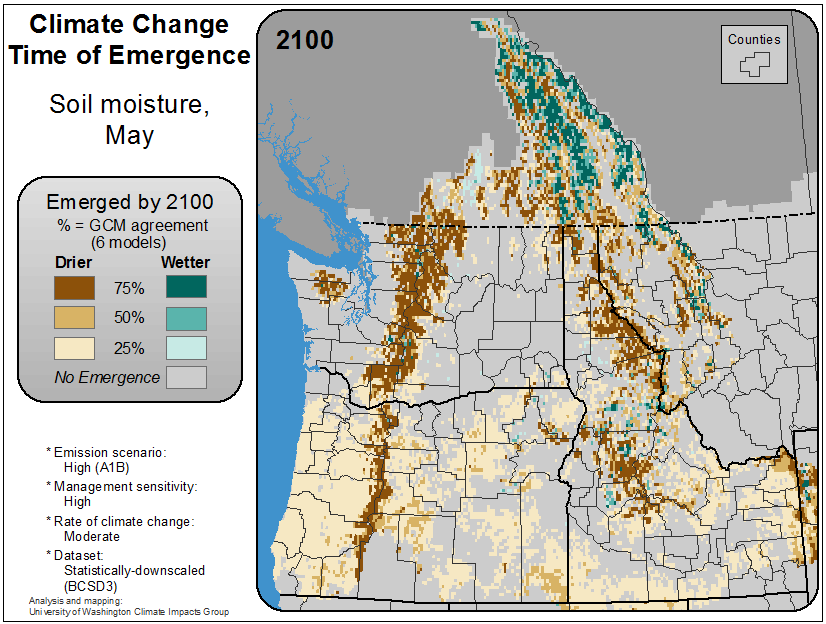 Climate Change
Time of Emergence
Soil moisture,
May
Emerged by 2100
% = GCM agreement
(6 models)
Drier Wetter
75%
50%
25%
No Emergence
* Emission scenario:
High (A1B)
* Management sensitivity:
High
* Rate of climate change:
Moderate
* Dataset:
Statistically-downscaled
(BCSD3)
Analysis and mapping:
University of Washington Climate Impacts Group
2100
Counties